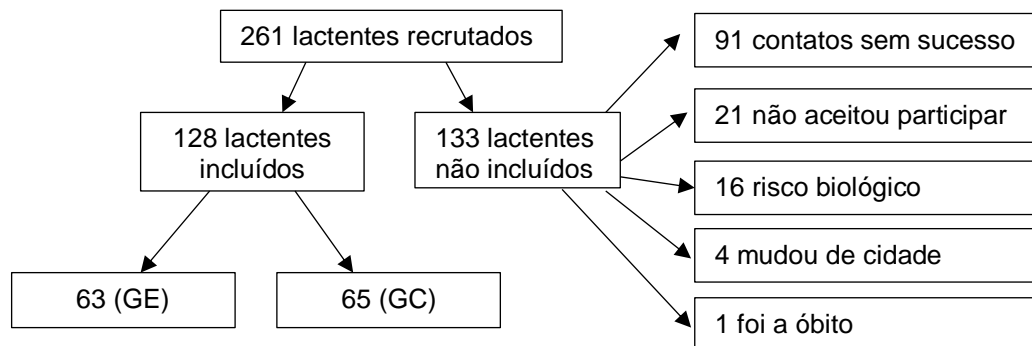 261 lactentes recrutados
128 lactentes
incluídos
133 lactentes
não incluídos
63 (GE)
65 (GC)
91 contatos sem sucesso
21 não aceitou participar
16 risco biológico
4 mudou de cidade
1 foi a óbito